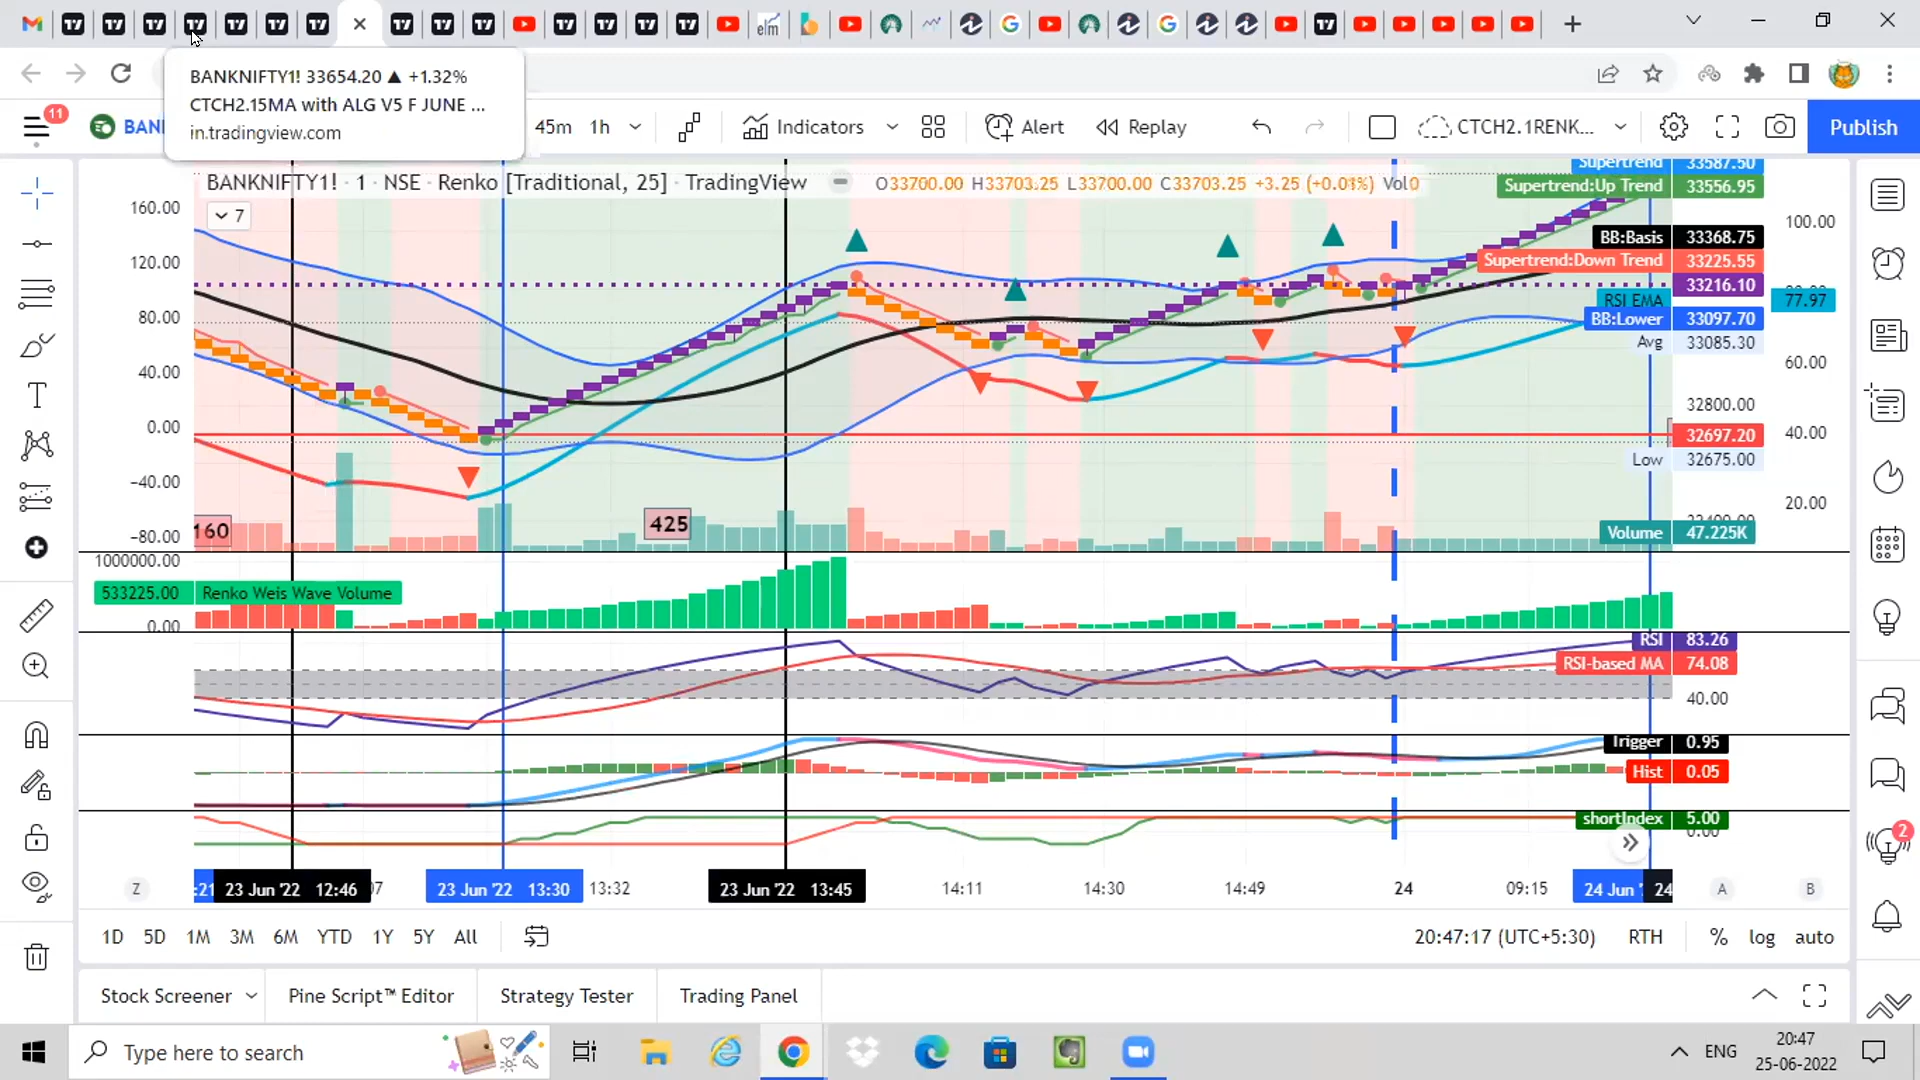 BANKNIFTY1! 33654.20 ▲ +1.32%
CTCH2.15MA with ALG V5 F JUNE ...
in.tradingview.com
11
BANI
45m 1h
Indicators
Alert
Replay
CTCH2.1RENK...
Publish
BANKNIFTY1! · 1 · NSE · Renko [Traditional, 25] · TradingView
O33700.00 H33703.25 L33700.00 C33703.25 +3.25 (+0.01%) Vol0
7
160.00
120.00
80.00
40.00
0.00
−40.00
−80.00
Supertrend 33587.50
Supertrend:Up Trend 33556.95
BB:Basis 33368.75
Supertrend:Down Trend 33225.55
33216.10
RSI EMA 77.97
BB:Lower 33097.70
Avg 33085.30
32800.00
32697.20
Low 32675.00
Volume 47.225K
100.00
60.00
40.00
20.00
160
425
1000000.00
533225.00 Renko Weis Wave Volume
0.00
RSI 83.26
RSI-based MA 74.08
40.00
Trigger 0.95
Hist 0.05
shortIndex 5.00
0.00
Z
:21
23 Jun '22 12:46
07
23 Jun '22 13:30
13:32
23 Jun '22 13:45
14:11
14:30
14:49
24
09:15
24 Jun '
24
A
B
1D 5D 1M 3M 6M YTD 1Y 5Y All
20:47:17 (UTC+5:30) RTH % log auto
Stock Screener
Pine Script™ Editor
Strategy Tester
Trading Panel
2
Type here to search
ENG
20:47
25-06-2022